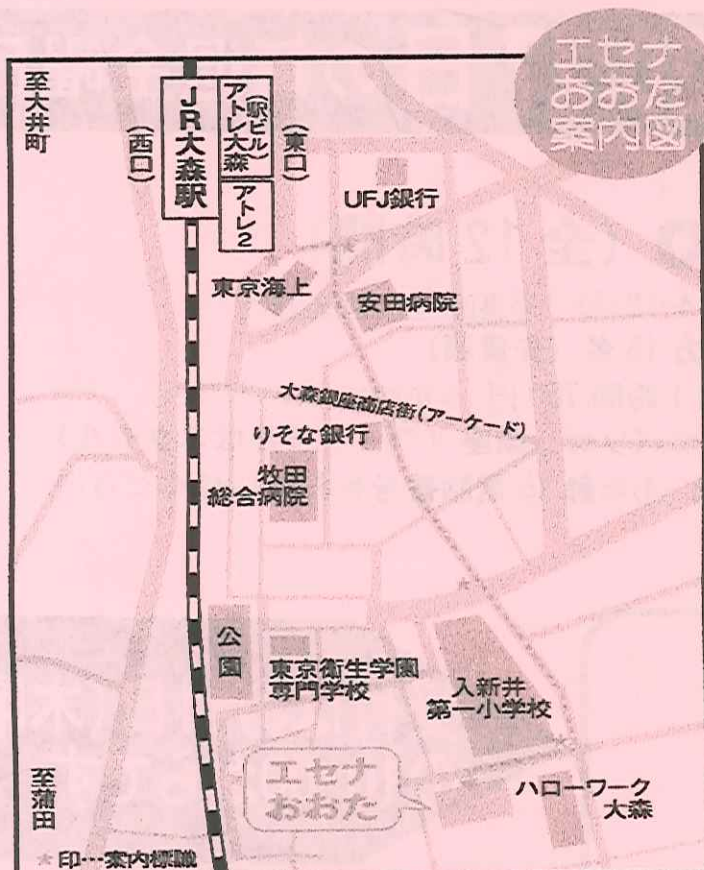 エセナ
おおた
案内図
至大井町
(西口)
JR大森駅
(駅ビル)
アトレ大森
アトレ2
(東口)
UFJ銀行
東京海上
安田病院
大森銀座商店街(アーケード)
りそな銀行
牧田
総合病院
公園
東京衛生学園
専門学校
入新井
第一小学校
エセナ
おおた
ハローワーク
大森
至蒲田
*印…案内標識